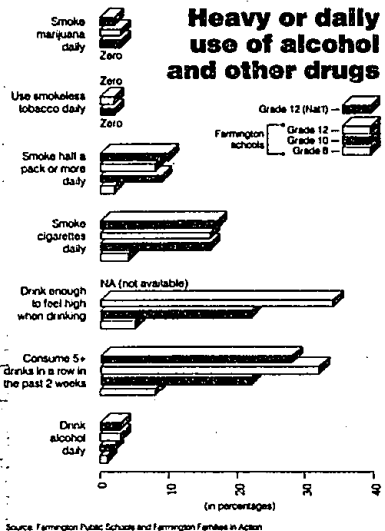 Heavy or daily
use of alcohol
and other drugs
Grade 12 (Nat'l)
Farmington
schools
Grade 12
Grade 10
Grade 8
Smoke
marijuana
daily
Zero
Zero
Use smokeless
tobacco daily
Zero
Smoke half a
pack or more
daily
Smoke
cigarettes
daily
NA (not available)
Drink enough
to feel high
when drinking
Consume 5+
drinks in a row in
the past 2 weeks
Drink
alcohol
daily
0
10
20
30
40
(in percentages)
Source: Farmington Public Schools and Farmington Families in Action